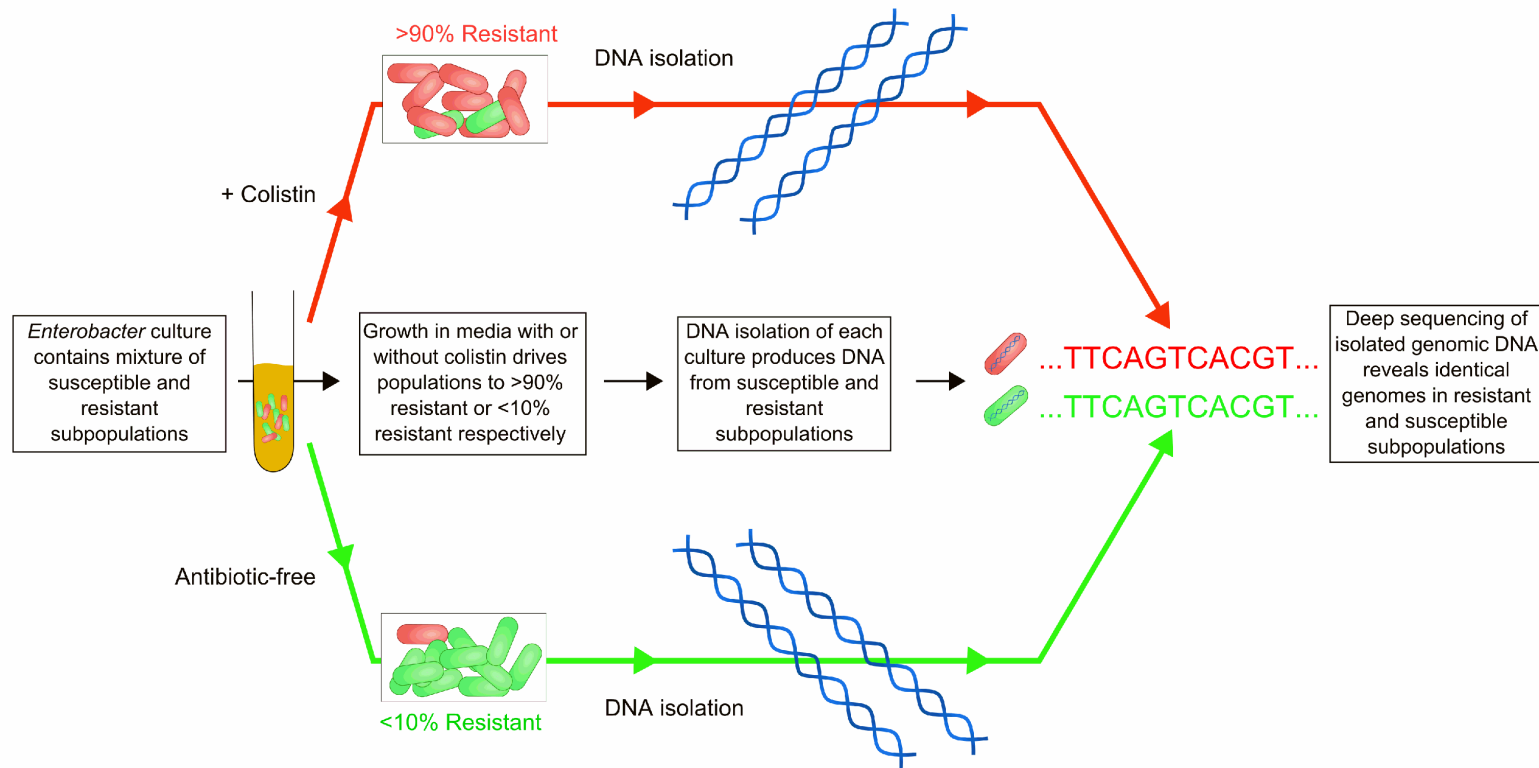 >90% Resistant
DNA isolation
+ Colistin
Enterobacter culture
contains mixture of
susceptible and
resistant
subpopulations
Growth in media with or
without colistin drives
populations to >90%
resistant or <10%
resistant respectively
DNA isolation of each
culture produces DNA
from susceptible and
resistant
subpopulations
...TTCAGTCACGT...
...TTCAGTCACGT...
Deep sequencing of
isolated genomic DNA
reveals identical
genomes in resistant
and susceptible
subpopulations
Antibiotic-free
<10% Resistant
DNA isolation